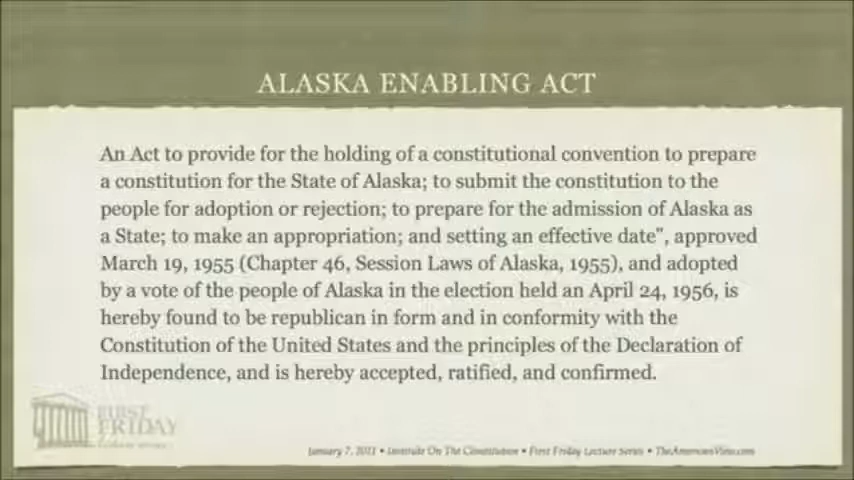 ALASKA ENABLING ACT
An Act to provide for the holding of a constitutional convention to prepare
a constitution for the State of Alaska; to submit the constitution to the
people for adoption or rejection; to prepare for the admission of Alaska as
a State; to make an appropriation; and setting an effective date", approved
March 19, 1955 (Chapter 46, Session Laws of Alaska, 1955), and adopted
by a vote of the people of Alaska in the election held an April 24, 1956, is
hereby found to be republican in form and in conformity with the
Constitution of the United States and the principles of the Declaration of
Independence, and is hereby accepted, ratified, and confirmed.
FIRST
FRIDAY
January 7, 2011 • Institute On The Constitution • First Friday Lecture Series • TheAmericanView.com